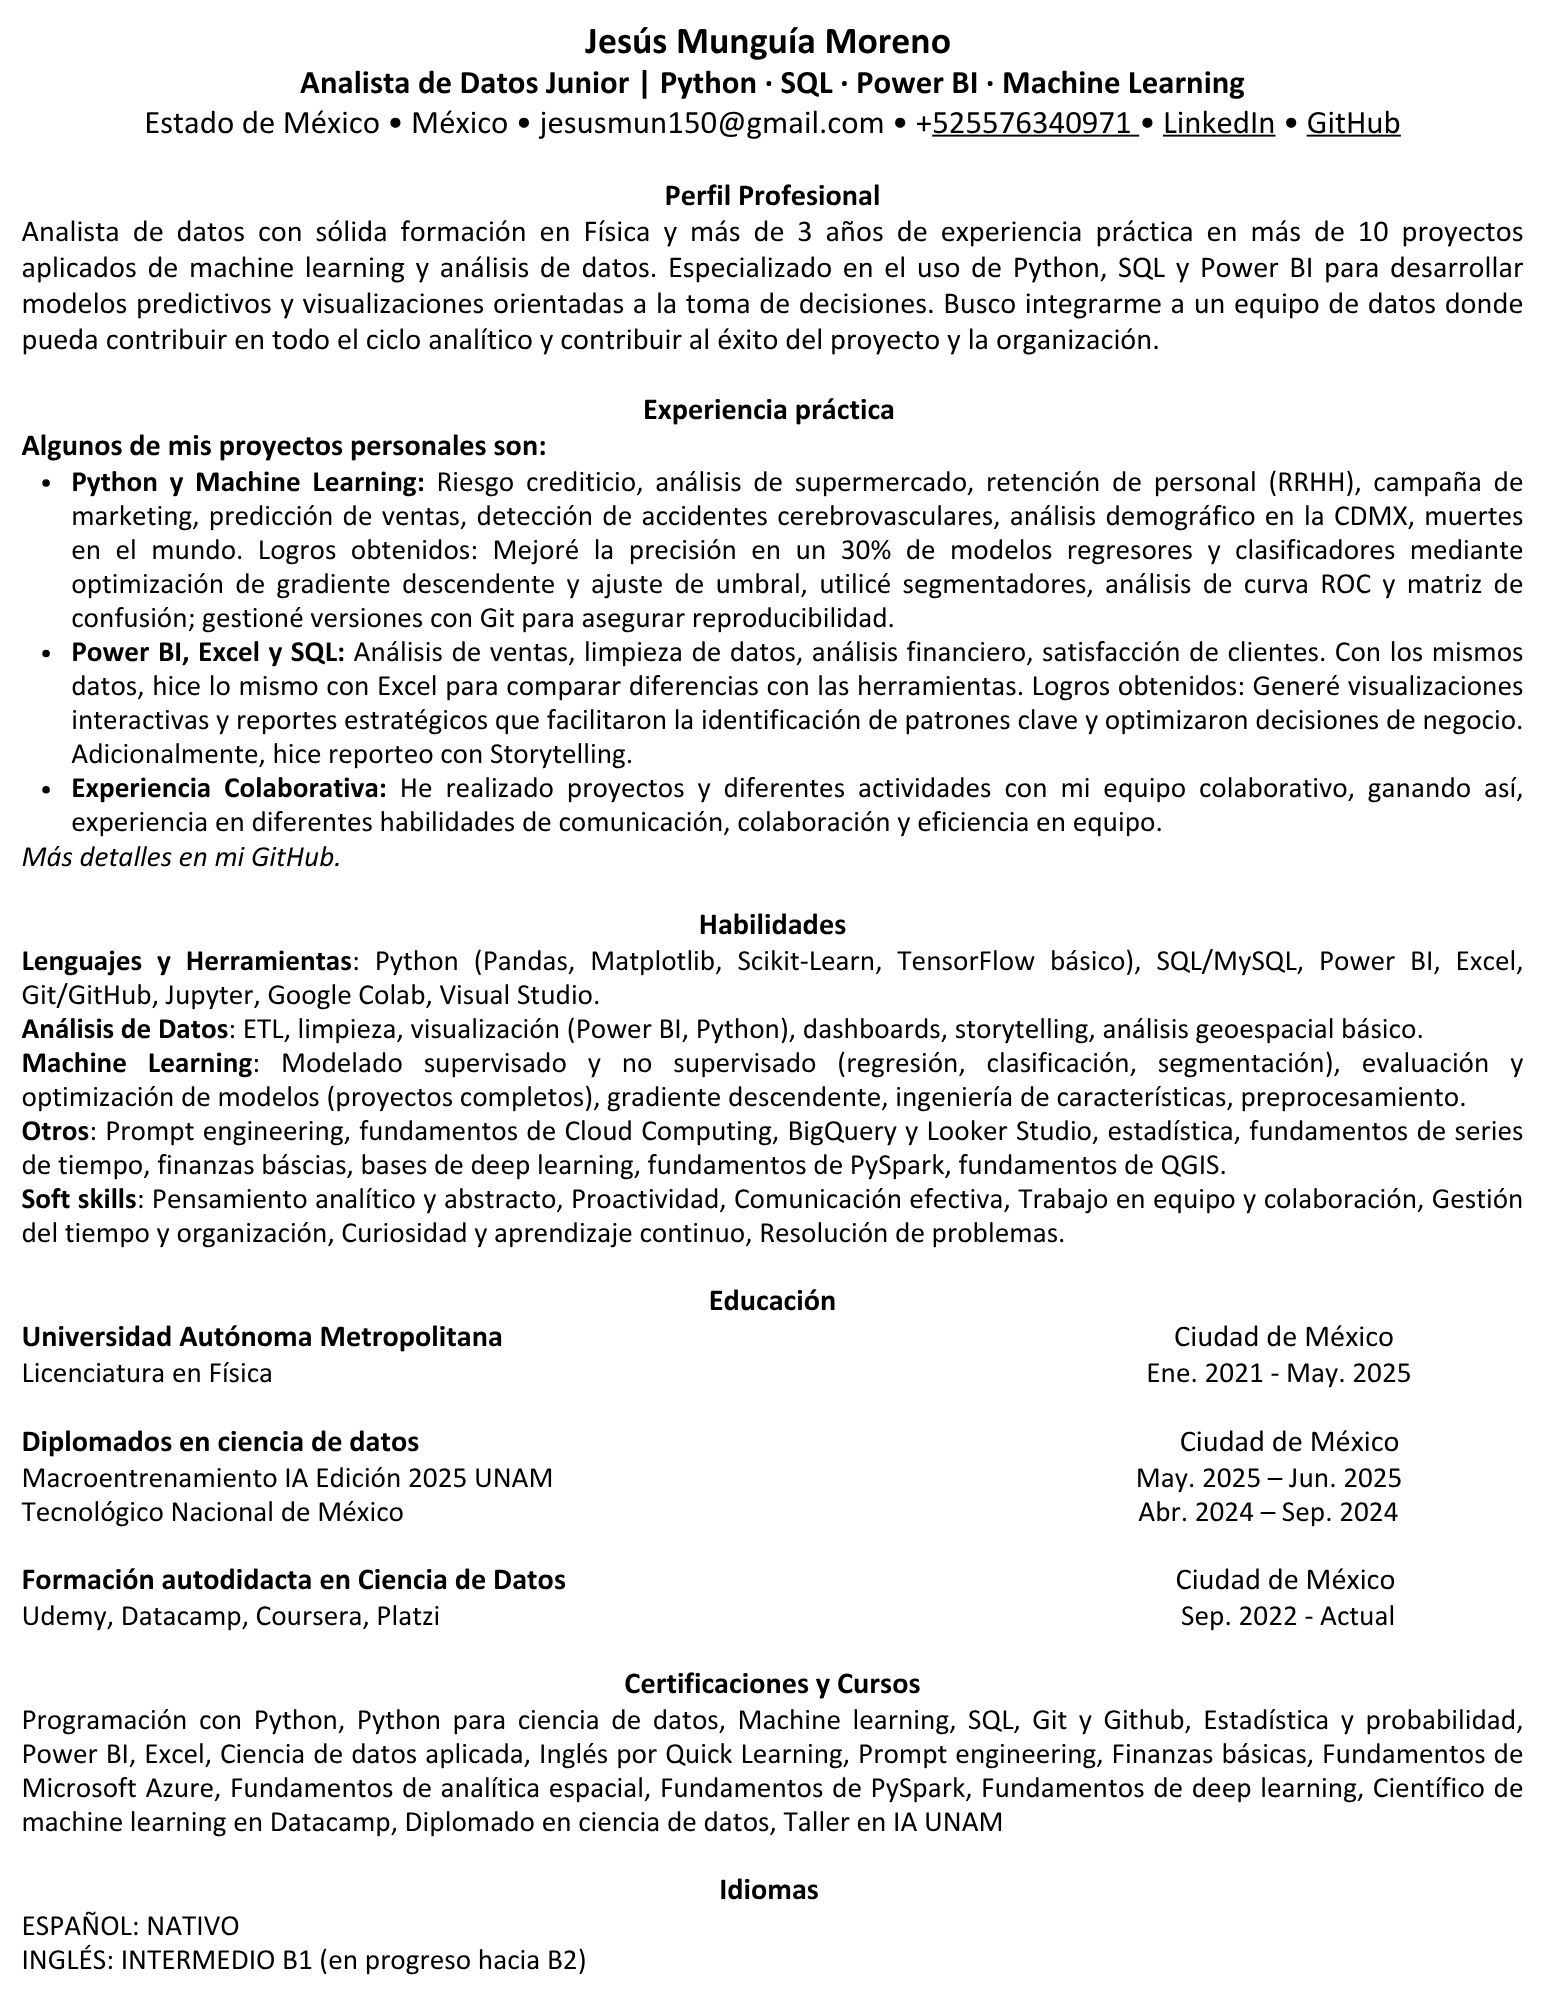 Jesús Munguía Moreno
Analista de Datos Junior | Python · SQL · Power BI · Machine Learning
Estado de México • México • jesusmun150@gmail.com • +525576340971 • LinkedIn • GitHub
Perfil Profesional
Analista de datos con sólida formación en Física y más de 3 años de experiencia práctica en más de 10 proyectos
aplicados de machine learning y análisis de datos. Especializado en el uso de Python, SQL y Power BI para desarrollar
modelos predictivos y visualizaciones orientadas a la toma de decisiones. Busco integrarme a un equipo de datos donde
pueda contribuir en todo el ciclo analítico y contribuir al éxito del proyecto y la organización.
Experiencia práctica
Algunos de mis proyectos personales son:
• Python y Machine Learning: Riesgo crediticio, análisis de supermercado, retención de personal (RRHH), campaña de
marketing, predicción de ventas, detección de accidentes cerebrovasculares, análisis demográfico en la CDMX, muertes
en el mundo. Logros obtenidos: Mejoré la precisión en un 30% de modelos regresores y clasificadores mediante
optimización de gradiente descendente y ajuste de umbral, utilicé segmentadores, análisis de curva ROC y matriz de
confusión; gestioné versiones con Git para asegurar reproducibilidad.
• Power BI, Excel y SQL: Análisis de ventas, limpieza de datos, análisis financiero, satisfacción de clientes. Con los mismos
datos, hice lo mismo con Excel para comparar diferencias con las herramientas. Logros obtenidos: Generé visualizaciones
interactivas y reportes estratégicos que facilitaron la identificación de patrones clave y optimizaron decisiones de negocio.
Adicionalmente, hice reporteo con Storytelling.
• Experiencia Colaborativa: He realizado proyectos y diferentes actividades con mi equipo colaborativo, ganando así,
experiencia en diferentes habilidades de comunicación, colaboración y eficiencia en equipo.
Más detalles en mi GitHub.
Habilidades
Lenguajes y Herramientas: Python (Pandas, Matplotlib, Scikit-Learn, TensorFlow básico), SQL/MySQL, Power BI, Excel,
Git/GitHub, Jupyter, Google Colab, Visual Studio.
Análisis de Datos: ETL, limpieza, visualización (Power BI, Python), dashboards, storytelling, análisis geoespacial básico.
Machine Learning: Modelado supervisado y no supervisado (regresión, clasificación, segmentación), evaluación y
optimización de modelos (proyectos completos), gradiente descendente, ingeniería de características, preprocesamiento.
Otros: Prompt engineering, fundamentos de Cloud Computing, BigQuery y Looker Studio, estadística, fundamentos de series
de tiempo, finanzas báscias, bases de deep learning, fundamentos de PySpark, fundamentos de QGIS.
Soft skills: Pensamiento analítico y abstracto, Proactividad, Comunicación efectiva, Trabajo en equipo y colaboración, Gestión
del tiempo y organización, Curiosidad y aprendizaje continuo, Resolución de problemas.
Educación
Universidad Autónoma Metropolitana Ciudad de México
Licenciatura en Física Ene. 2021 - May. 2025
Diplomados en ciencia de datos Ciudad de México
Macroentrenamiento IA Edición 2025 UNAM May. 2025 – Jun. 2025
Tecnológico Nacional de México Abr. 2024 – Sep. 2024
Formación autodidacta en Ciencia de Datos Ciudad de México
Udemy, Datacamp, Coursera, Platzi Sep. 2022 - Actual
Certificaciones y Cursos
Programación con Python, Python para ciencia de datos, Machine learning, SQL, Git y Github, Estadística y probabilidad,
Power BI, Excel, Ciencia de datos aplicada, Inglés por Quick Learning, Prompt engineering, Finanzas básicas, Fundamentos de
Microsoft Azure, Fundamentos de analítica espacial, Fundamentos de PySpark, Fundamentos de deep learning, Científico de
machine learning en Datacamp, Diplomado en ciencia de datos, Taller en IA UNAM
Idiomas
ESPAÑOL: NATIVO
INGLÉS: INTERMEDIO B1 (en progreso hacia B2)